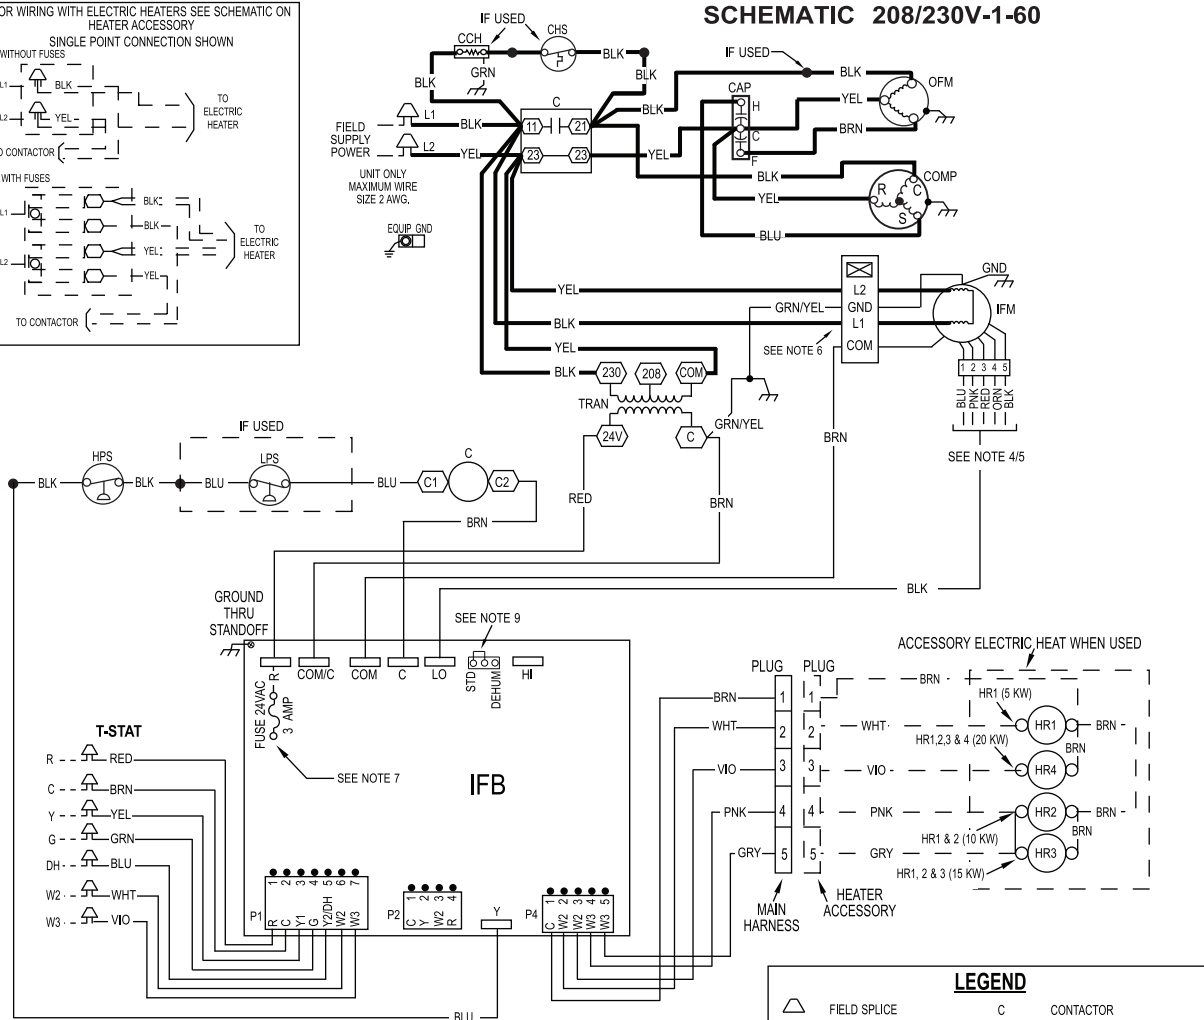 OR WIRING WITH ELECTRIC HEATERS SEE SCHEMATIC ON
HEATER ACCESSORY
SINGLE POINT CONNECTION SHOWN
WITHOUT FUSES
L1
BLK
L2
YEL
TO
ELECTRIC
HEATER
O CONTACTOR
WITH FUSES
L1
BLK
BLK
L2
YEL
YEL
TO
ELECTRIC
HEATER
TO CONTACTOR
SCHEMATIC 208/230V-1-60
IF USED
CCH
CHS
GRN
BLK
BLK
BLK
IF USED
BLK
OFM
CAP
H
C
F
YEL
BRN
BLK
C
11
21
23
23
FIELD
SUPPLY
POWER
L1
BLK
L2
YEL
YEL
UNIT ONLY
MAXIMUM WIRE
SIZE 2 AWG.
EQUIP GND
BLK
YEL
BLU
COMP
R
C
S
YEL
BLK
YEL
BLK
GRN/YEL
SEE NOTE 6
L2
GND
L1
COM
GND
IFM
1 2 3 4 5
BLU
PNK
RED
ORN
BLK
SEE NOTE 4/5
230
208
COM
TRAN
24V
C
GRN/YEL
BRN
RED
BRN
IF USED
HPS
LPS
C
BLK
BLK
BLU
BLU
C1
C2
BRN
BLK
GROUND
THRU
STANDOFF
SEE NOTE 9
R
COM/C
COM
C
LO
STD
DEHUM
HI
FUSE 24VAC
3 AMP
SEE NOTE 7
IFB
T-STAT
R
RED
C
BRN
Y
YEL
G
GRN
DH
BLU
W2
WHT
W3
VIO
P1
1 2 3 4 5 6 7
R
C
Y1
G
Y2/DH
W2
W3
P2
1 2 3 4
C
Y
W2
R
Y
P4
1 2 3 4 5
C
W2
W2
W3
W3
BLU
ACCESSORY ELECTRIC HEAT WHEN USED
PLUG
PLUG
BRN
1
1
BRN
WHT
2
2
WHT
VIO
3
3
VIO
PNK
4
4
PNK
GRY
5
5
GRY
MAIN
HARNESS
HEATER
ACCESSORY
HR1 (5 KW)
HR1
BRN
HR1,2,3 & 4 (20 KW)
BRN
HR4
HR2
BRN
HR1 & 2 (10 KW)
BRN
HR3
HR1, 2 & 3 (15 KW)
LEGEND
FIELD SPLICE
C
CONTACTOR